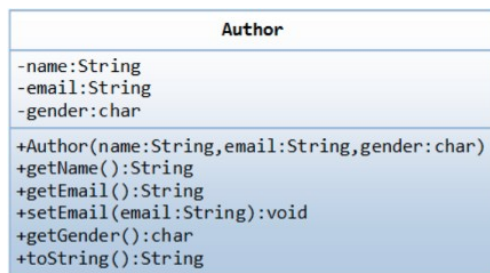 Author
-name:String
-email:String
-gender:char
+Author(name:String,email:String,gender:char)
+getName():String
+getEmail():String
+setEmail(email:String):void
+getGender():char
+toString():String